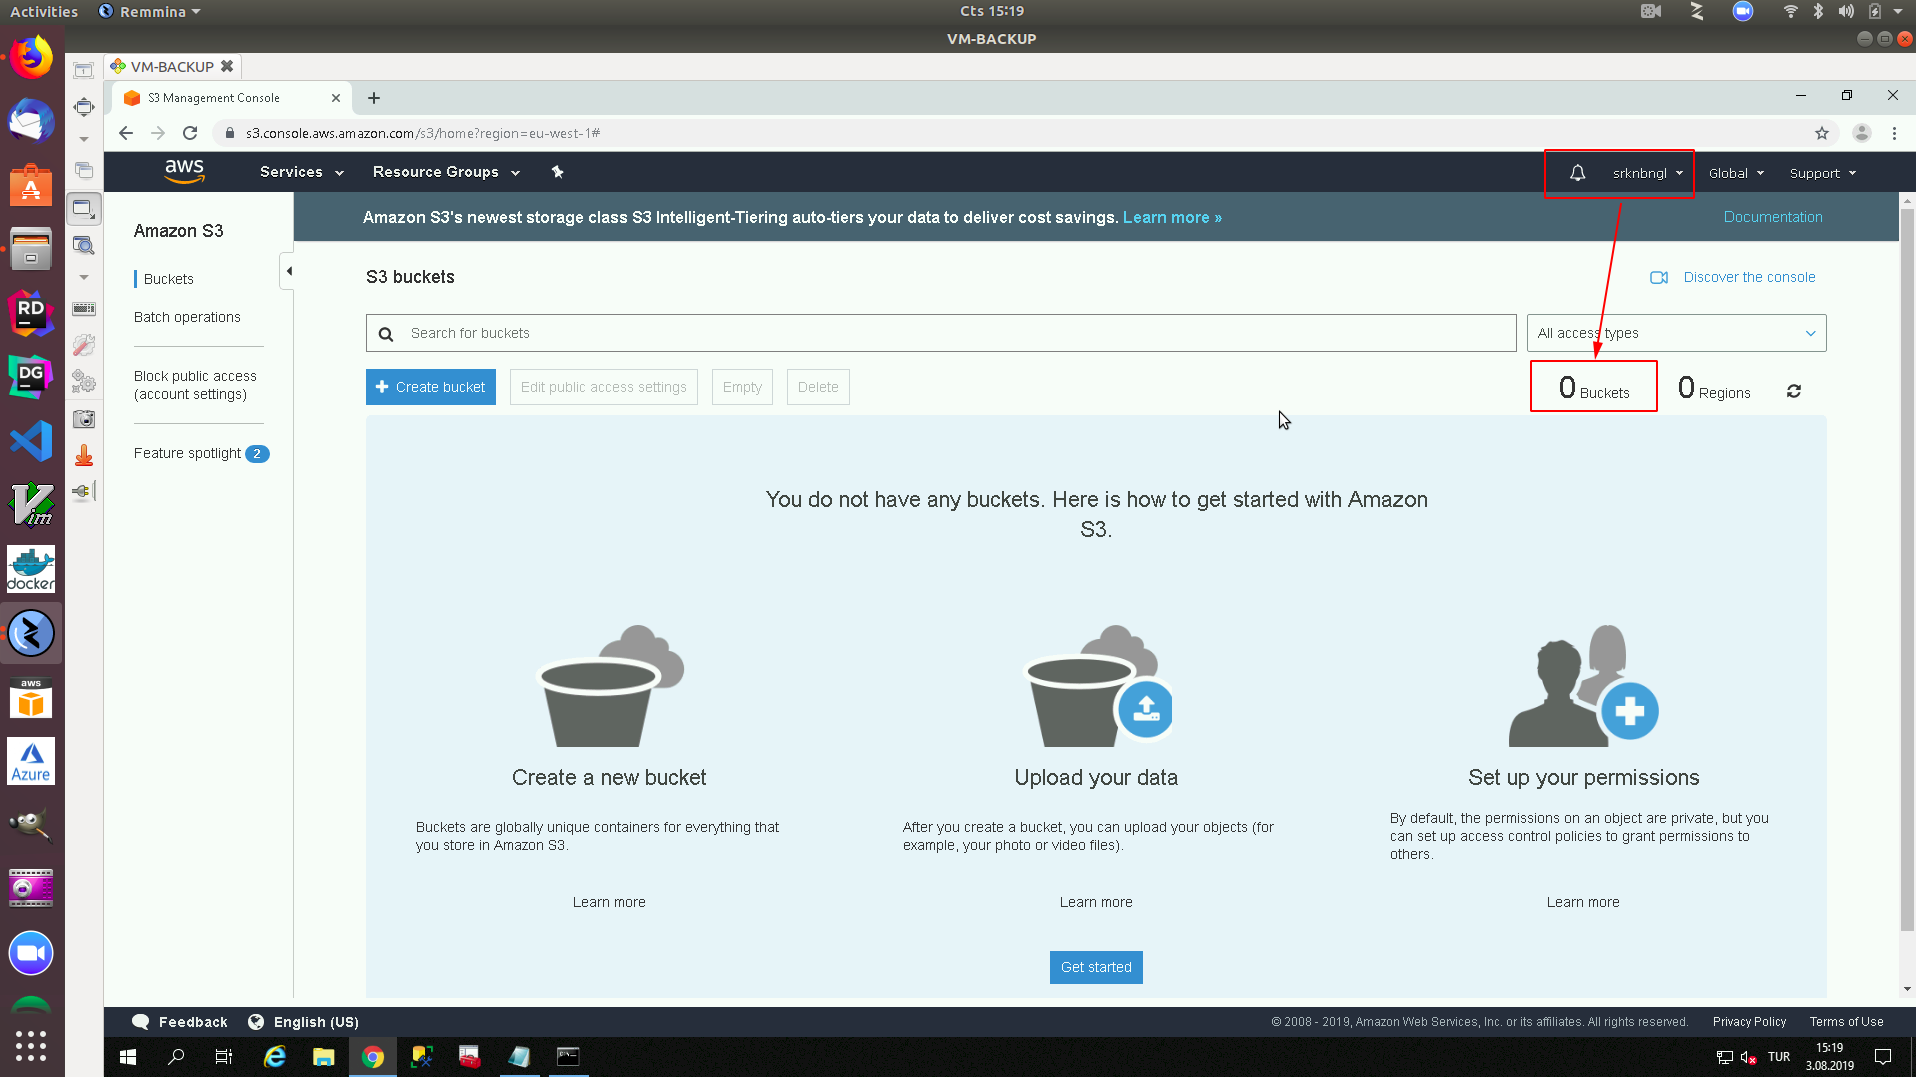 Activities
Remmina
Cts 15:19
VM-BACKUP
VM-BACKUP
S3 Management Console
s3.console.aws.amazon.com/s3/home?region=eu-west-1#
aws
Services
Resource Groups
srknbngl
Global
Support
Amazon S3
Buckets
Batch operations
Block public access
(account settings)
Feature spotlight 2
Amazon S3's newest storage class S3 Intelligent-Tiering auto-tiers your data to deliver cost savings. Learn more »
Documentation
S3 buckets
Discover the console
Search for buckets
All access types
Create bucket
Edit public access settings
Empty
Delete
0 Buckets
0 Regions
You do not have any buckets. Here is how to get started with Amazon
S3.
Create a new bucket
Buckets are globally unique containers for everything that
you store in Amazon S3.
Learn more
Upload your data
After you create a bucket, you can upload your objects (for
example, your photo or video files).
Learn more
Set up your permissions
By default, the permissions on an object are private, but you
can set up access control policies to grant permissions to
others.
Learn more
Get started
Feedback
English (US)
© 2008 - 2019, Amazon Web Services, Inc. or its affiliates. All rights reserved.
Privacy Policy
Terms of Use
RD
DG
Vim
docker
aws
Azure
TUR
15:19
3.08.2019